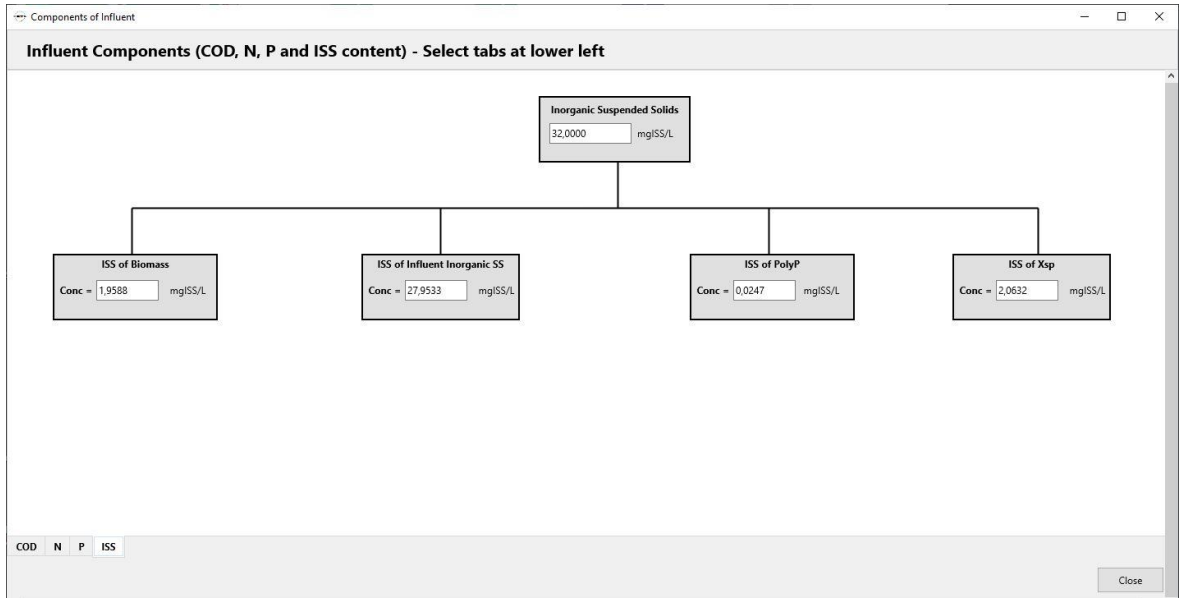 Components of Influent
Influent Components (COD, N, P and ISS content) - Select tabs at lower left
Inorganic Suspended Solids
32,0000 mgISS/L
ISS of Biomass
Conc = 1,9588 mgISS/L
ISS of Influent Inorganic SS
Conc = 27,9533 mgISS/L
ISS of PolyP
Conc = 0,0247 mgISS/L
ISS of Xsp
Conc = 2,0632 mgISS/L
COD N P ISS
Close